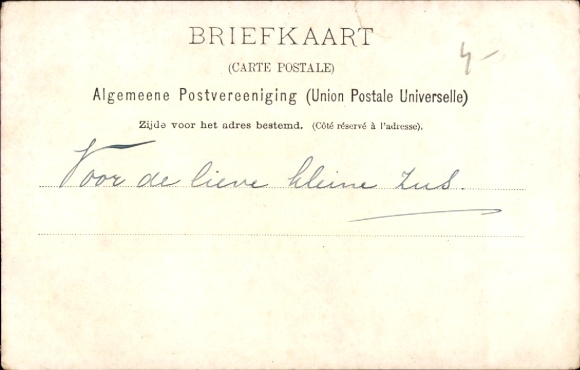 BRIEFKAART
4-
(CARTE POSTALE)
Algemeene Postvereeniging (Union Postale Universelle)
Zijde voor het adres bestemd. (Côté réservé à l'adresse).
Voor de lieve kleine zus.